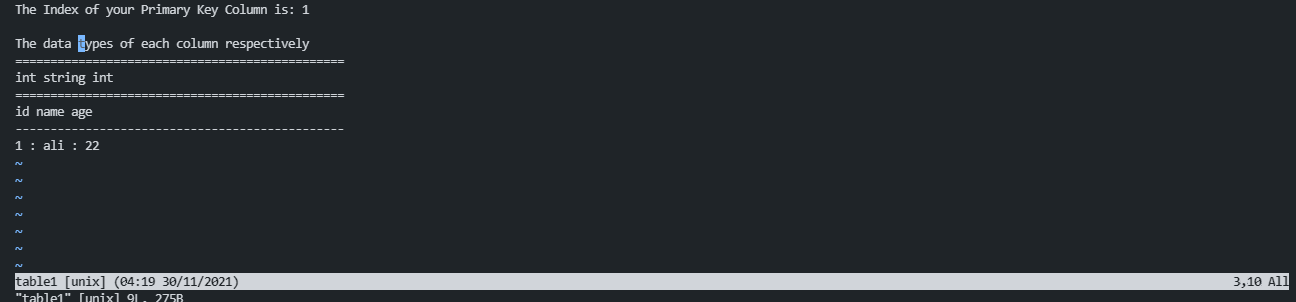 The Index of your Primary Key Column is: 1
The data types of each column respectively
===============================================
int string int
===============================================
id name age
-----------------------------------------------
1 : ali : 22
~
~
~
~
~
~
~
table1 [unix] (04:19 30/11/2021) 3,10 All
"table1" [unix] 9L, 275B